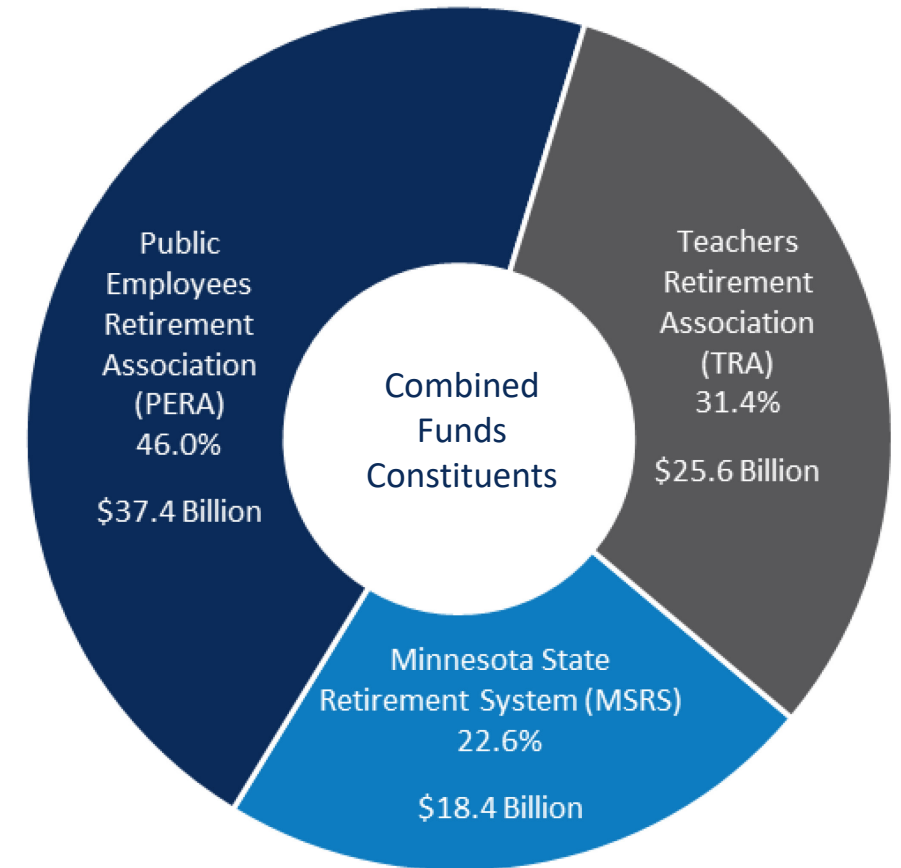 Public
Employees
Retirement
Association
(PERA)
46.0%
$37.4 Billion
Combined
Funds
Constituents
Teachers
Retirement
Association
(TRA)
31.4%
$25.6 Billion
Minnesota State
Retirement System (MSRS)
22.6%
$18.4 Billion